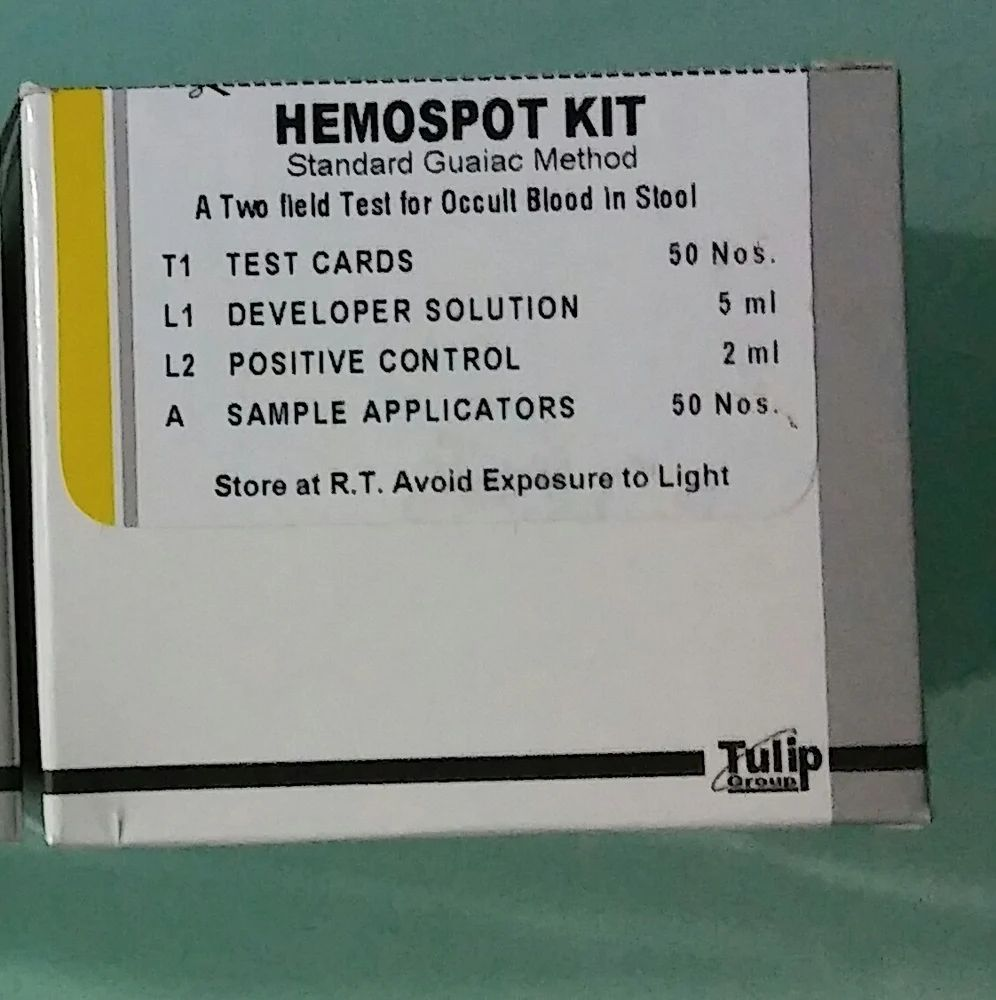 HEMOSPOT KIT
Standard Guaiac Method
A Two field Test for Occult Blood in Stool
T1 TEST CARDS 50 Nos.
L1 DEVELOPER SOLUTION 5 ml
L2 POSITIVE CONTROL 2 ml
A SAMPLE APPLICATORS 50 Nos.
Store at R.T. Avoid Exposure to Light
Tulip
Group